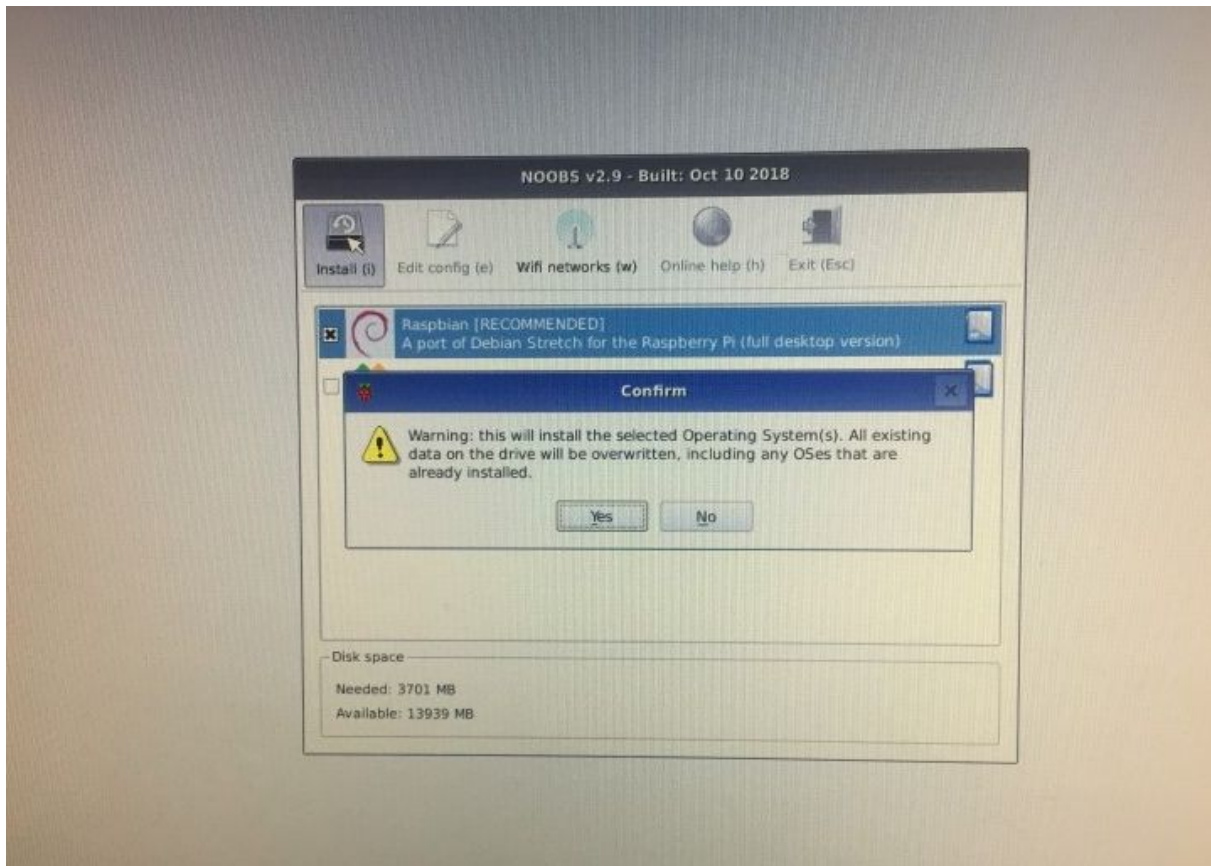 NOOBS v2.9 - Built: Oct 10 2018
Install (i) Edit config (e) Wifi networks (w) Online help (h) Exit (Esc)
Raspbian [RECOMMENDED]
A port of Debian Stretch for the Raspberry Pi (full desktop version)
Confirm
Warning: this will install the selected Operating System(s). All existing
data on the drive will be overwritten, including any OSes that are
already installed.
Yes No
Disk space
Needed: 3701 MB
Available: 13939 MB